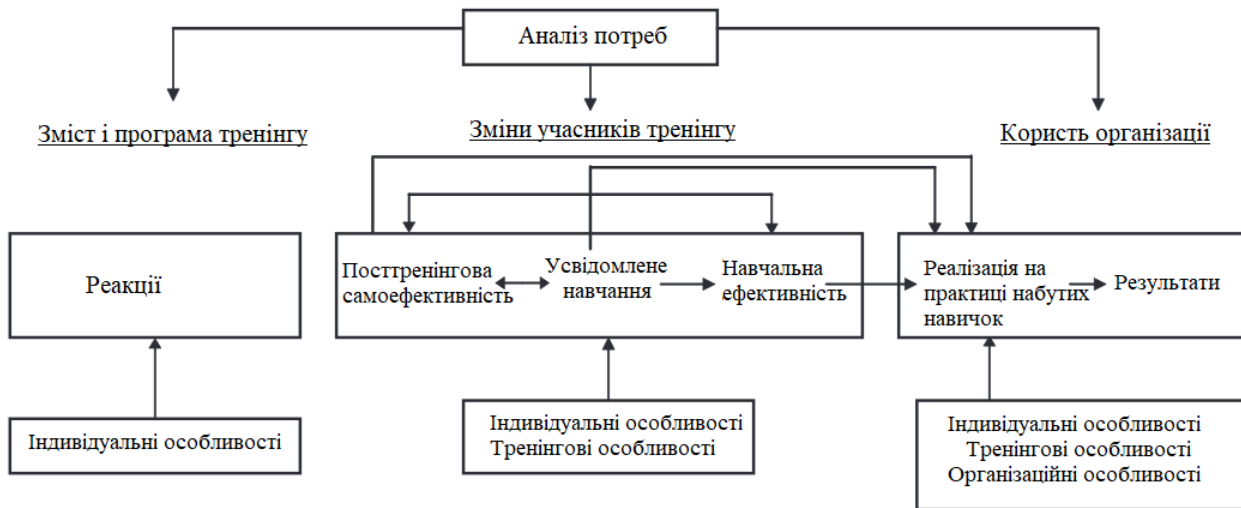 Аналіз потреб
Зміст і програма тренінгу
Зміни учасників тренінгу
Користь організації
Реакції
Посттренінгова
самоефективність
Усвідомлене
навчання
Навчальна
ефективність
Реалізація на
практиці набутих
навичок
Результати
Індивідуальні особливості
Індивідуальні особливості
Тренінгові особливості
Індивідуальні особливості
Тренінгові особливості
Організаційні особливості